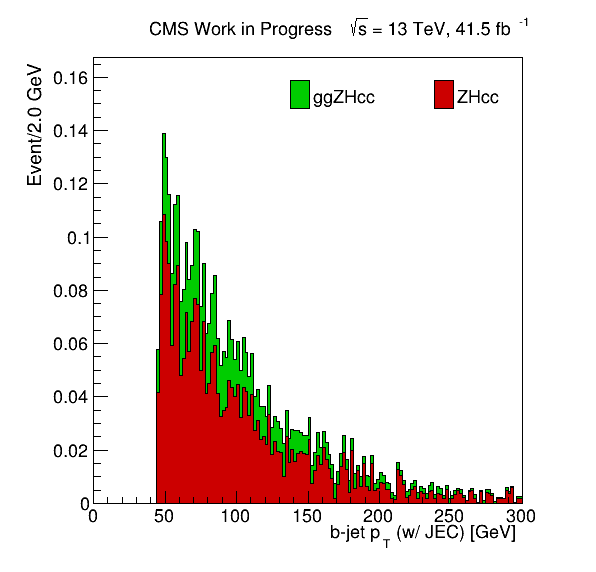 CMS Work in Progress √s = 13 TeV, 41.5 fb⁻¹
Event/2.0 GeV
ggZHcc ZHcc
0.16
0.14
0.12
0.1
0.08
0.06
0.04
0.02
0
0 50 100 150 200 250 300
b-jet p_T (w/ JEC) [GeV]